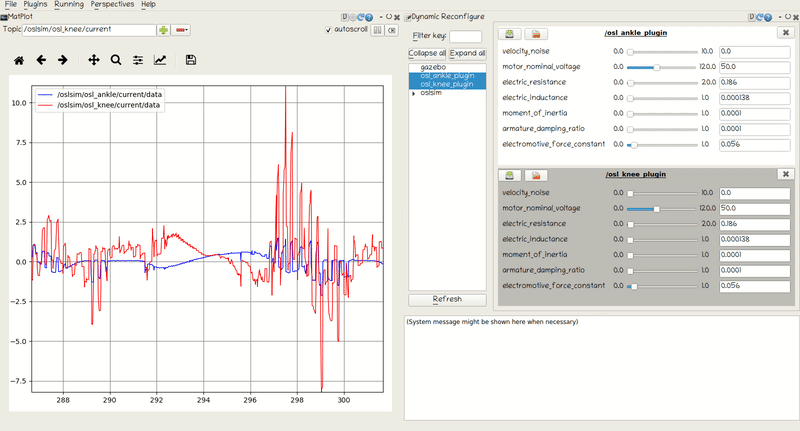 File Plugins Running Perspectives Help
MatPlot
Topic /oslsim/osl_knee/current
autoscroll
/oslsim/osl_ankle/current/data
/oslsim/osl_knee/current/data
10.0
7.5
5.0
2.5
0.0
−2.5
−5.0
−7.5
288 290 292 294 296 298 300
Dynamic Reconfigure
Filter key:
Collapse all Expand all
gazebo
osl_ankle_plugin
osl_knee_plugin
oslsim
Refresh
/osl_ankle_plugin
velocity_noise 0.0 10.0 0.0
motor_nominal_voltage 0.0 120.0 50.0
electric_resistance 0.0 20.0 0.186
electric_inductance 0.0 1.0 0.000138
moment_of_inertia 0.0 1.0 0.0001
armature_damping_ratio 0.0 1.0 0.0001
electromotive_force_constant 0.0 1.0 0.056
/osl_knee_plugin
velocity_noise 0.0 10.0 0.0
motor_nominal_voltage 0.0 120.0 50.0
electric_resistance 0.0 20.0 0.186
electric_inductance 0.0 1.0 0.000138
moment_of_inertia 0.0 1.0 0.0001
armature_damping_ratio 0.0 1.0 0.0001
electromotive_force_constant 0.0 1.0 0.056
(System message might be shown here when necessary)